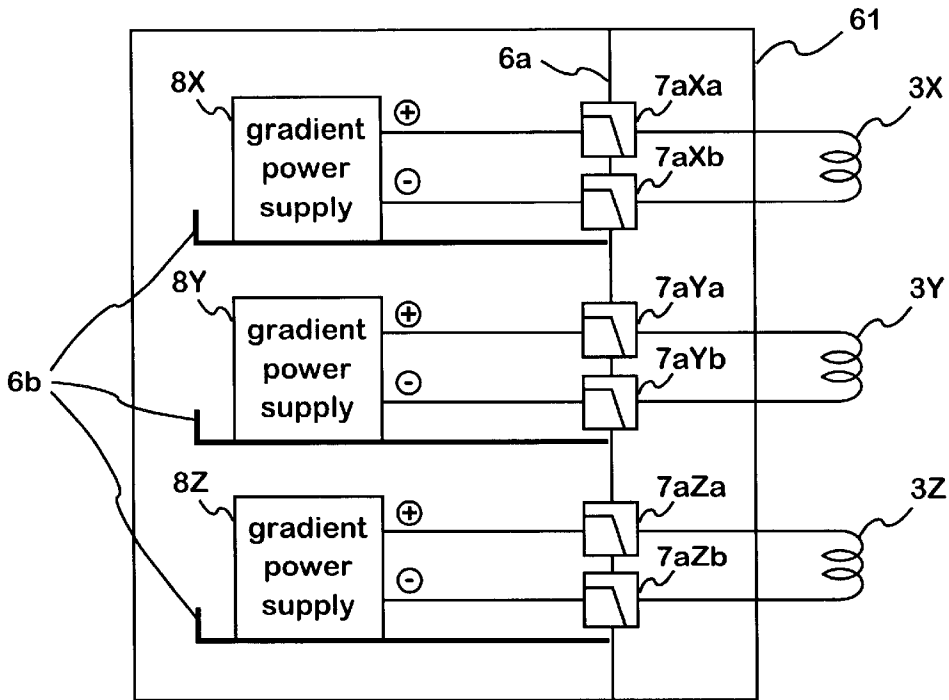 61
6a
8X
7aXa
3X
gradient
power
supply
+
-
7aXb
8Y
7aYa
3Y
gradient
power
supply
+
-
7aYb
6b
8Z
7aZa
3Z
gradient
power
supply
+
-
7aZb